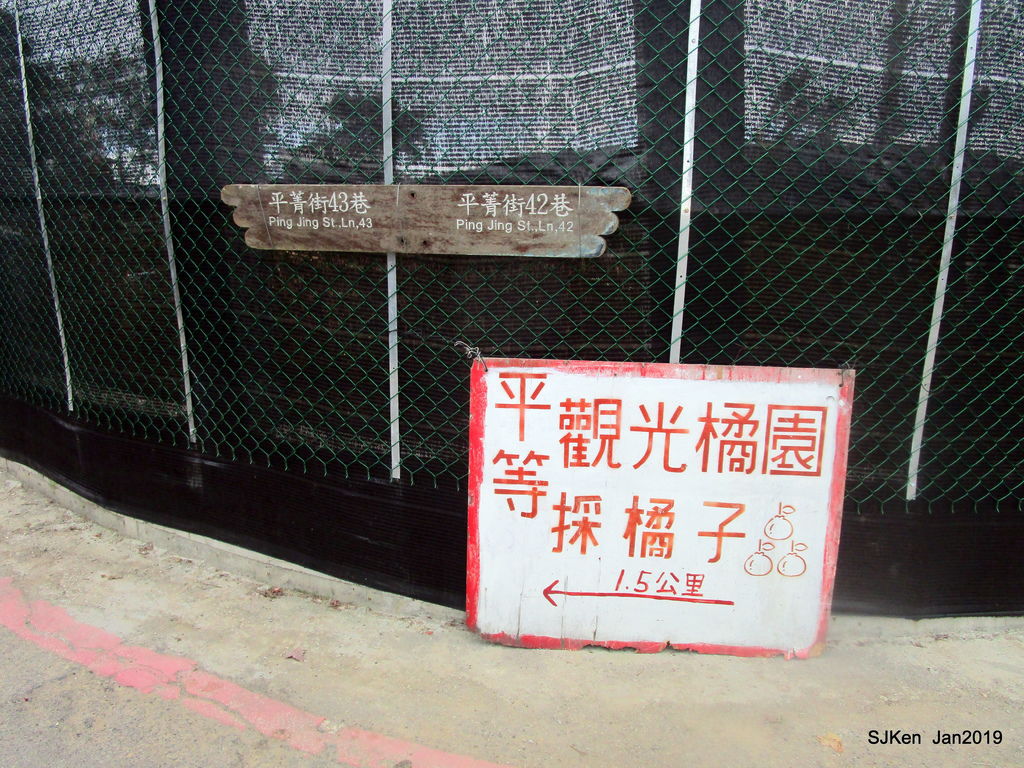 平菁街43巷
Ping Jing St.,Ln,43
平菁街42巷
Ping Jing St.,Ln,42
平等
觀光橘園
採橘子
1.5公里
SJKen Jan2019